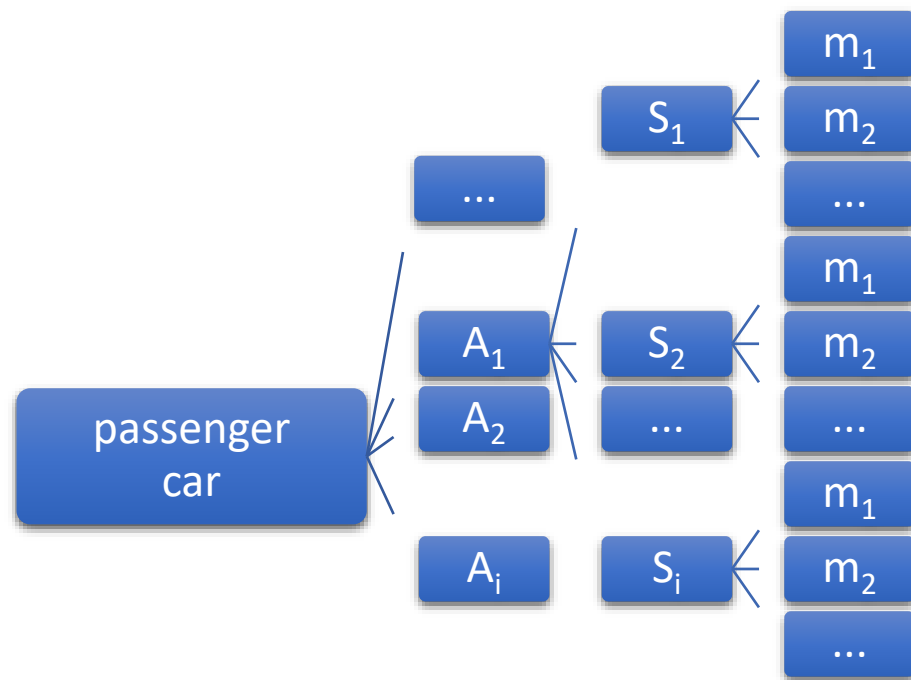 passenger
car
...
A₁
A₂
Aᵢ
S₁
S₂
...
Sᵢ
m₁
m₂
...
m₁
m₂
...
m₁
m₂
...